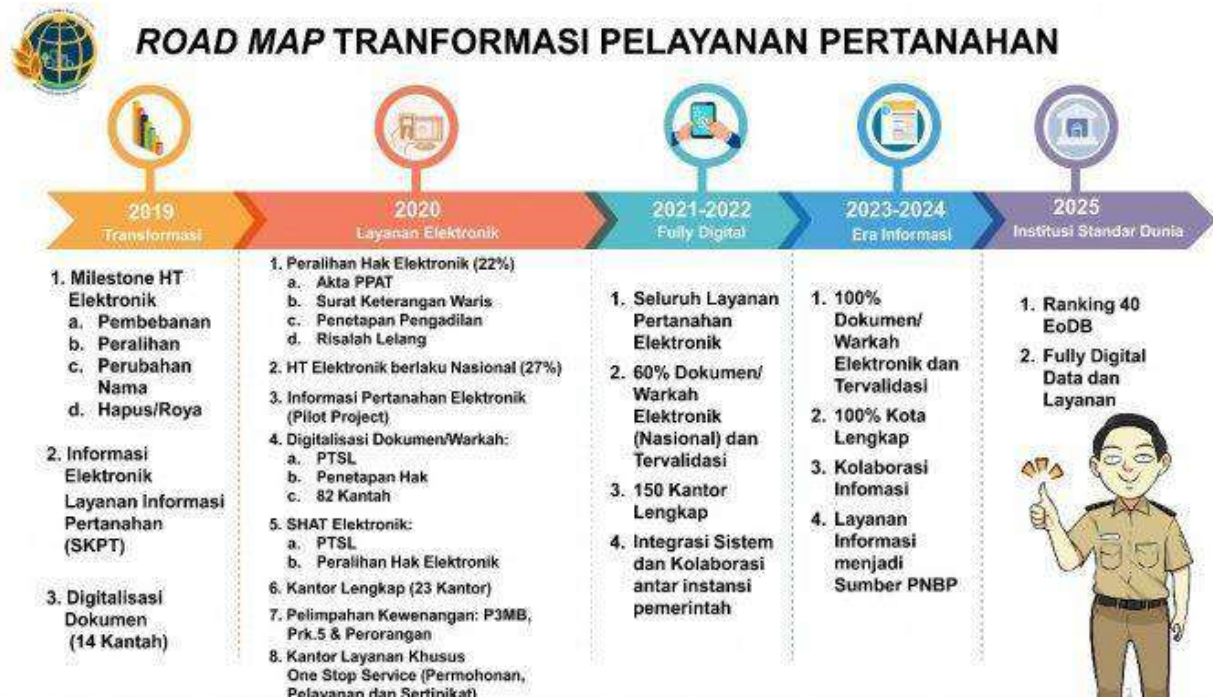 ROAD MAP TRANFORMASI PELAYANAN PERTANAHAN
2019
Transformasi
1. Milestone HT
Elektronik
a. Pembebanan
b. Peralihan
c. Perubahan
Nama
d. Hapus/Roya
2. Informasi
Elektronik
Layanan Informasi
Pertanahan
(SKPT)
3. Digitalisasi
Dokumen
(14 Kantah)
2020
Layanan Elektronik
1. Peralihan Hak Elektronik (22%)
a. Akta PPAT
b. Surat Keterangan Waris
c. Penetapan Pengadilan
d. Risalah Lelang
2. HT Elektronik berlaku Nasional (27%)
3. Informasi Pertanahan Elektronik
(Pilot Project)
4. Digitalisasi Dokumen/Warkah:
a. PTSL
b. Penetapan Hak
c. 82 Kantah
5. SHAT Elektronik:
a. PTSL
b. Peralihan Hak Elektronik
6. Kantor Lengkap (23 Kantor)
7. Pelimpahan Kewenangan: P3MB,
Prk.5 & Perorangan
8. Kantor Layanan Khusus
One Stop Service (Permohonan,
Pelayanan dan Sertipikat)
2021-2022
Fully Digital
1. Seluruh Layanan
Pertanahan
Elektronik
2. 60% Dokumen/
Warkah
Elektronik
(Nasional) dan
Tervalidasi
3. 150 Kantor
Lengkap
4. Integrasi Sistem
dan Kolaborasi
antar instansi
pemerintah
2023-2024
Era Informasi
1. 100%
Dokumen/
Warkah
Elektronik dan
Tervalidasi
2. 100% Kota
Lengkap
3. Kolaborasi
Infomasi
4. Layanan
Informasi
menjadi
Sumber PNBP
2025
Institusi Standar Dunia
1. Ranking 40
EoDB
2. Fully Digital
Data dan
Layanan